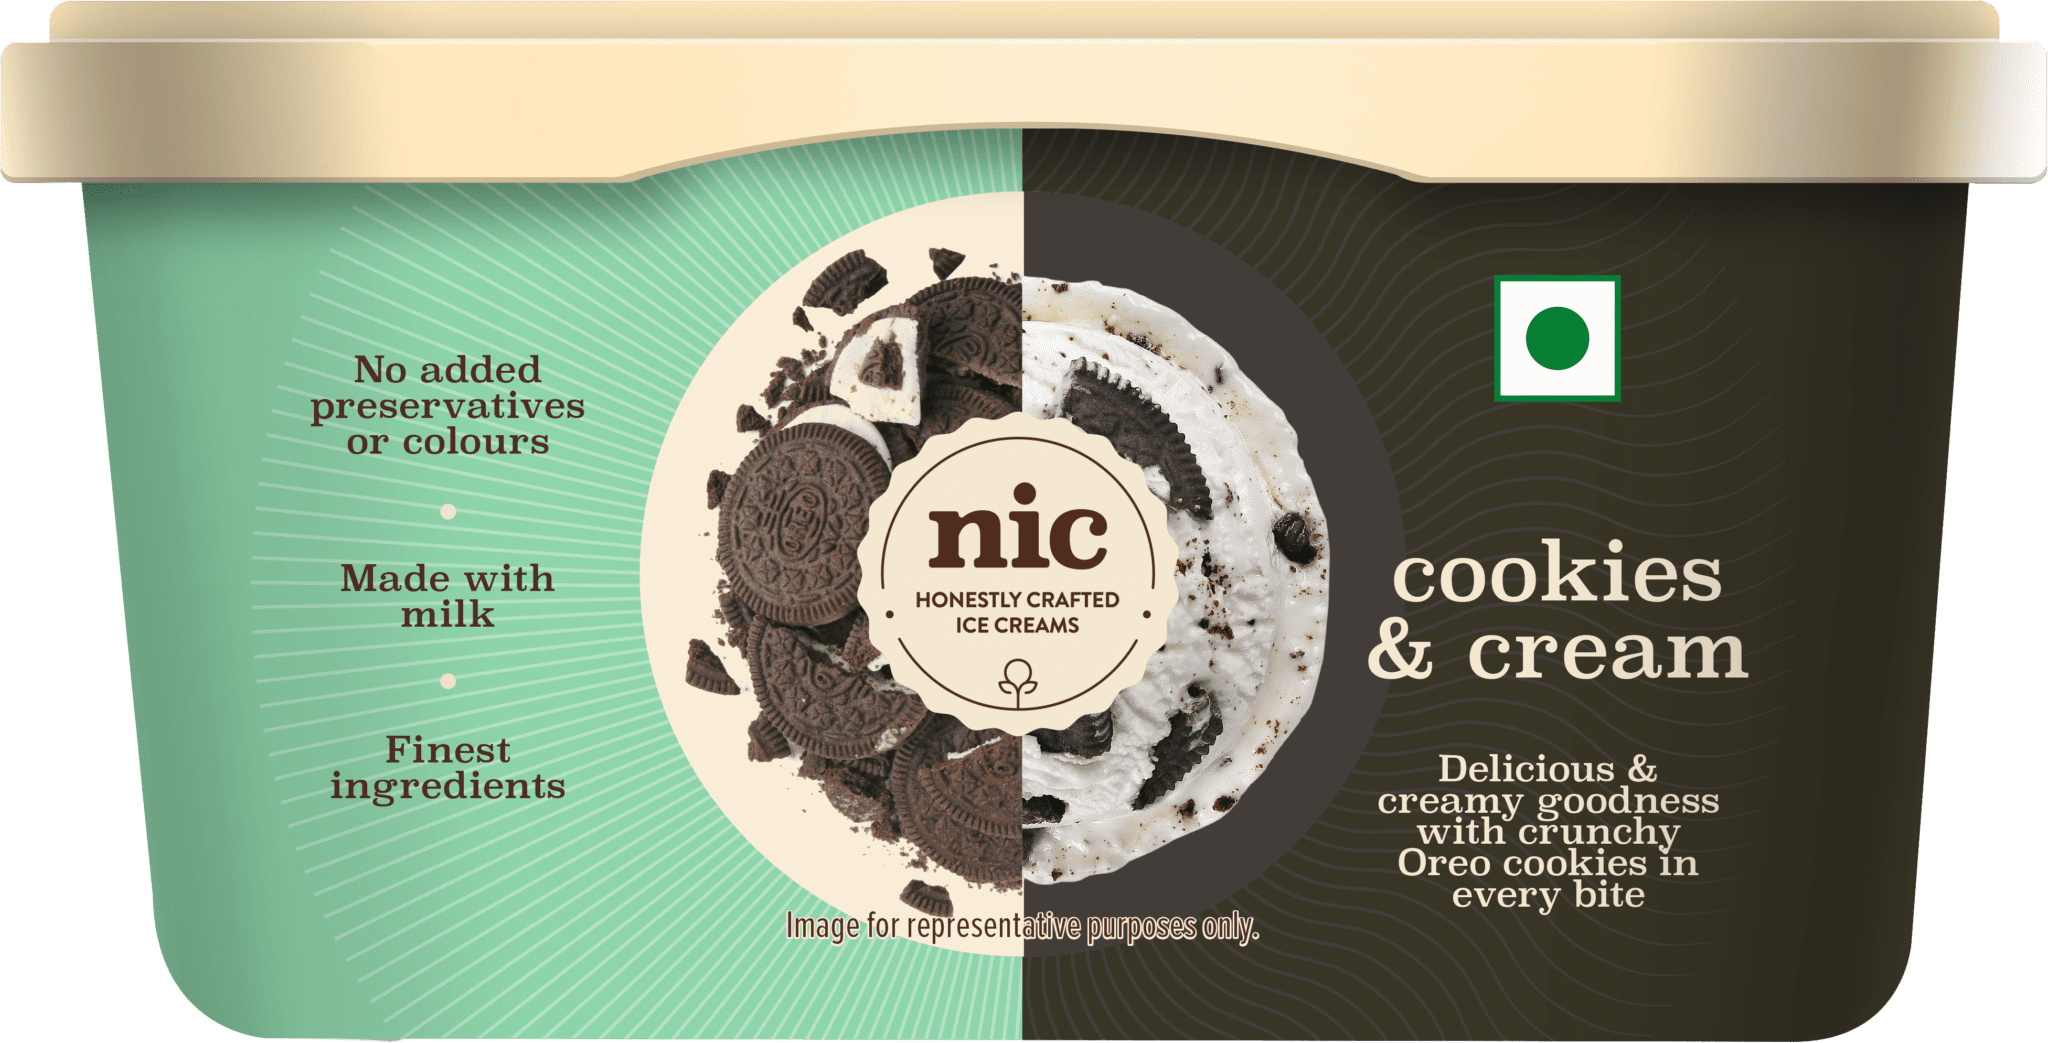 No added
preservatives
or colours
Made with
milk
Finest
ingredients
OREO
nic
HONESTLY CRAFTED
ICE CREAMS
cookies
& cream
Delicious &
creamy goodness
with crunchy
Oreo cookies in
every bite
Image for representative purposes only.